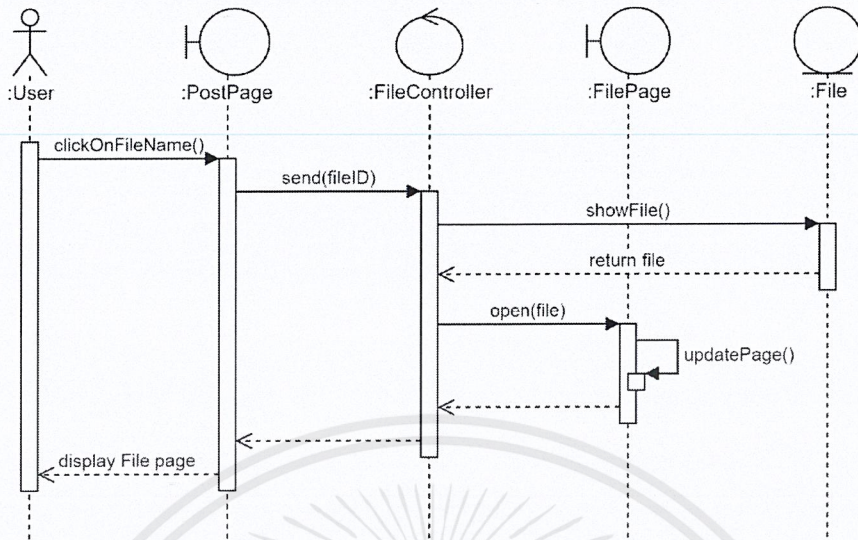 :User
:PostPage
:FileController
:FilePage
:File
clickOnFileName()
send(fileID)
showFile()
return file
open(file)
updatePage()
display File page